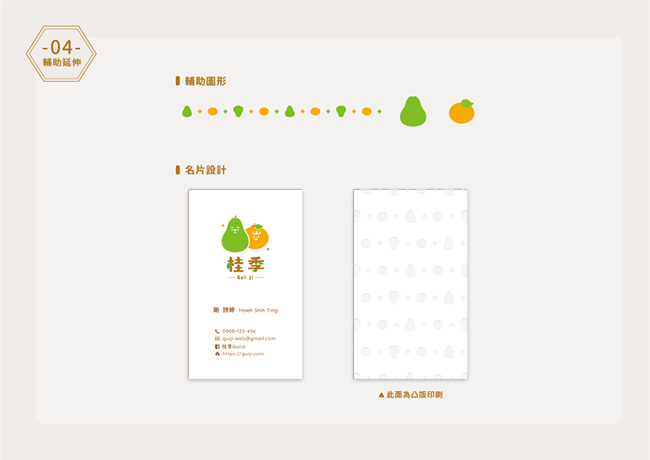 -04-
輔助延伸
輔助圖形
名片設計
桂季
Gui Ji
謝 詩婷 Hsieh Shih Ting
0900-123-456
guiji-web@gmail.com
桂季GuiJi
https://guiji.com
▲此面為凸版印刷